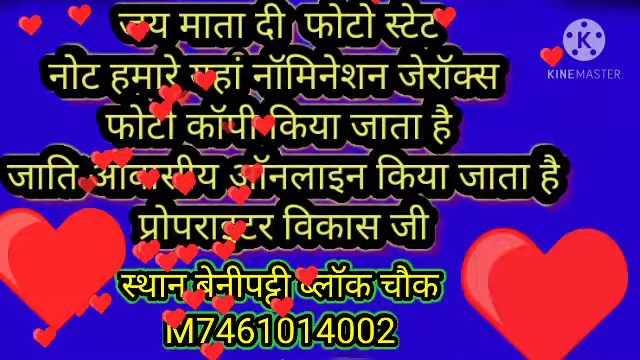 जय माता दी फोटो स्टेट
नोट हमारे यहां नॉमिनेशन जेरॉक्स
फोटो कॉपी किया जाता है
जाति आवासीय ऑनलाइन किया जाता है
प्रोपराइटर विकास जी
स्थान बेनीपट्टी ब्लॉक चौक
M7461014002
K
KINEMASTER